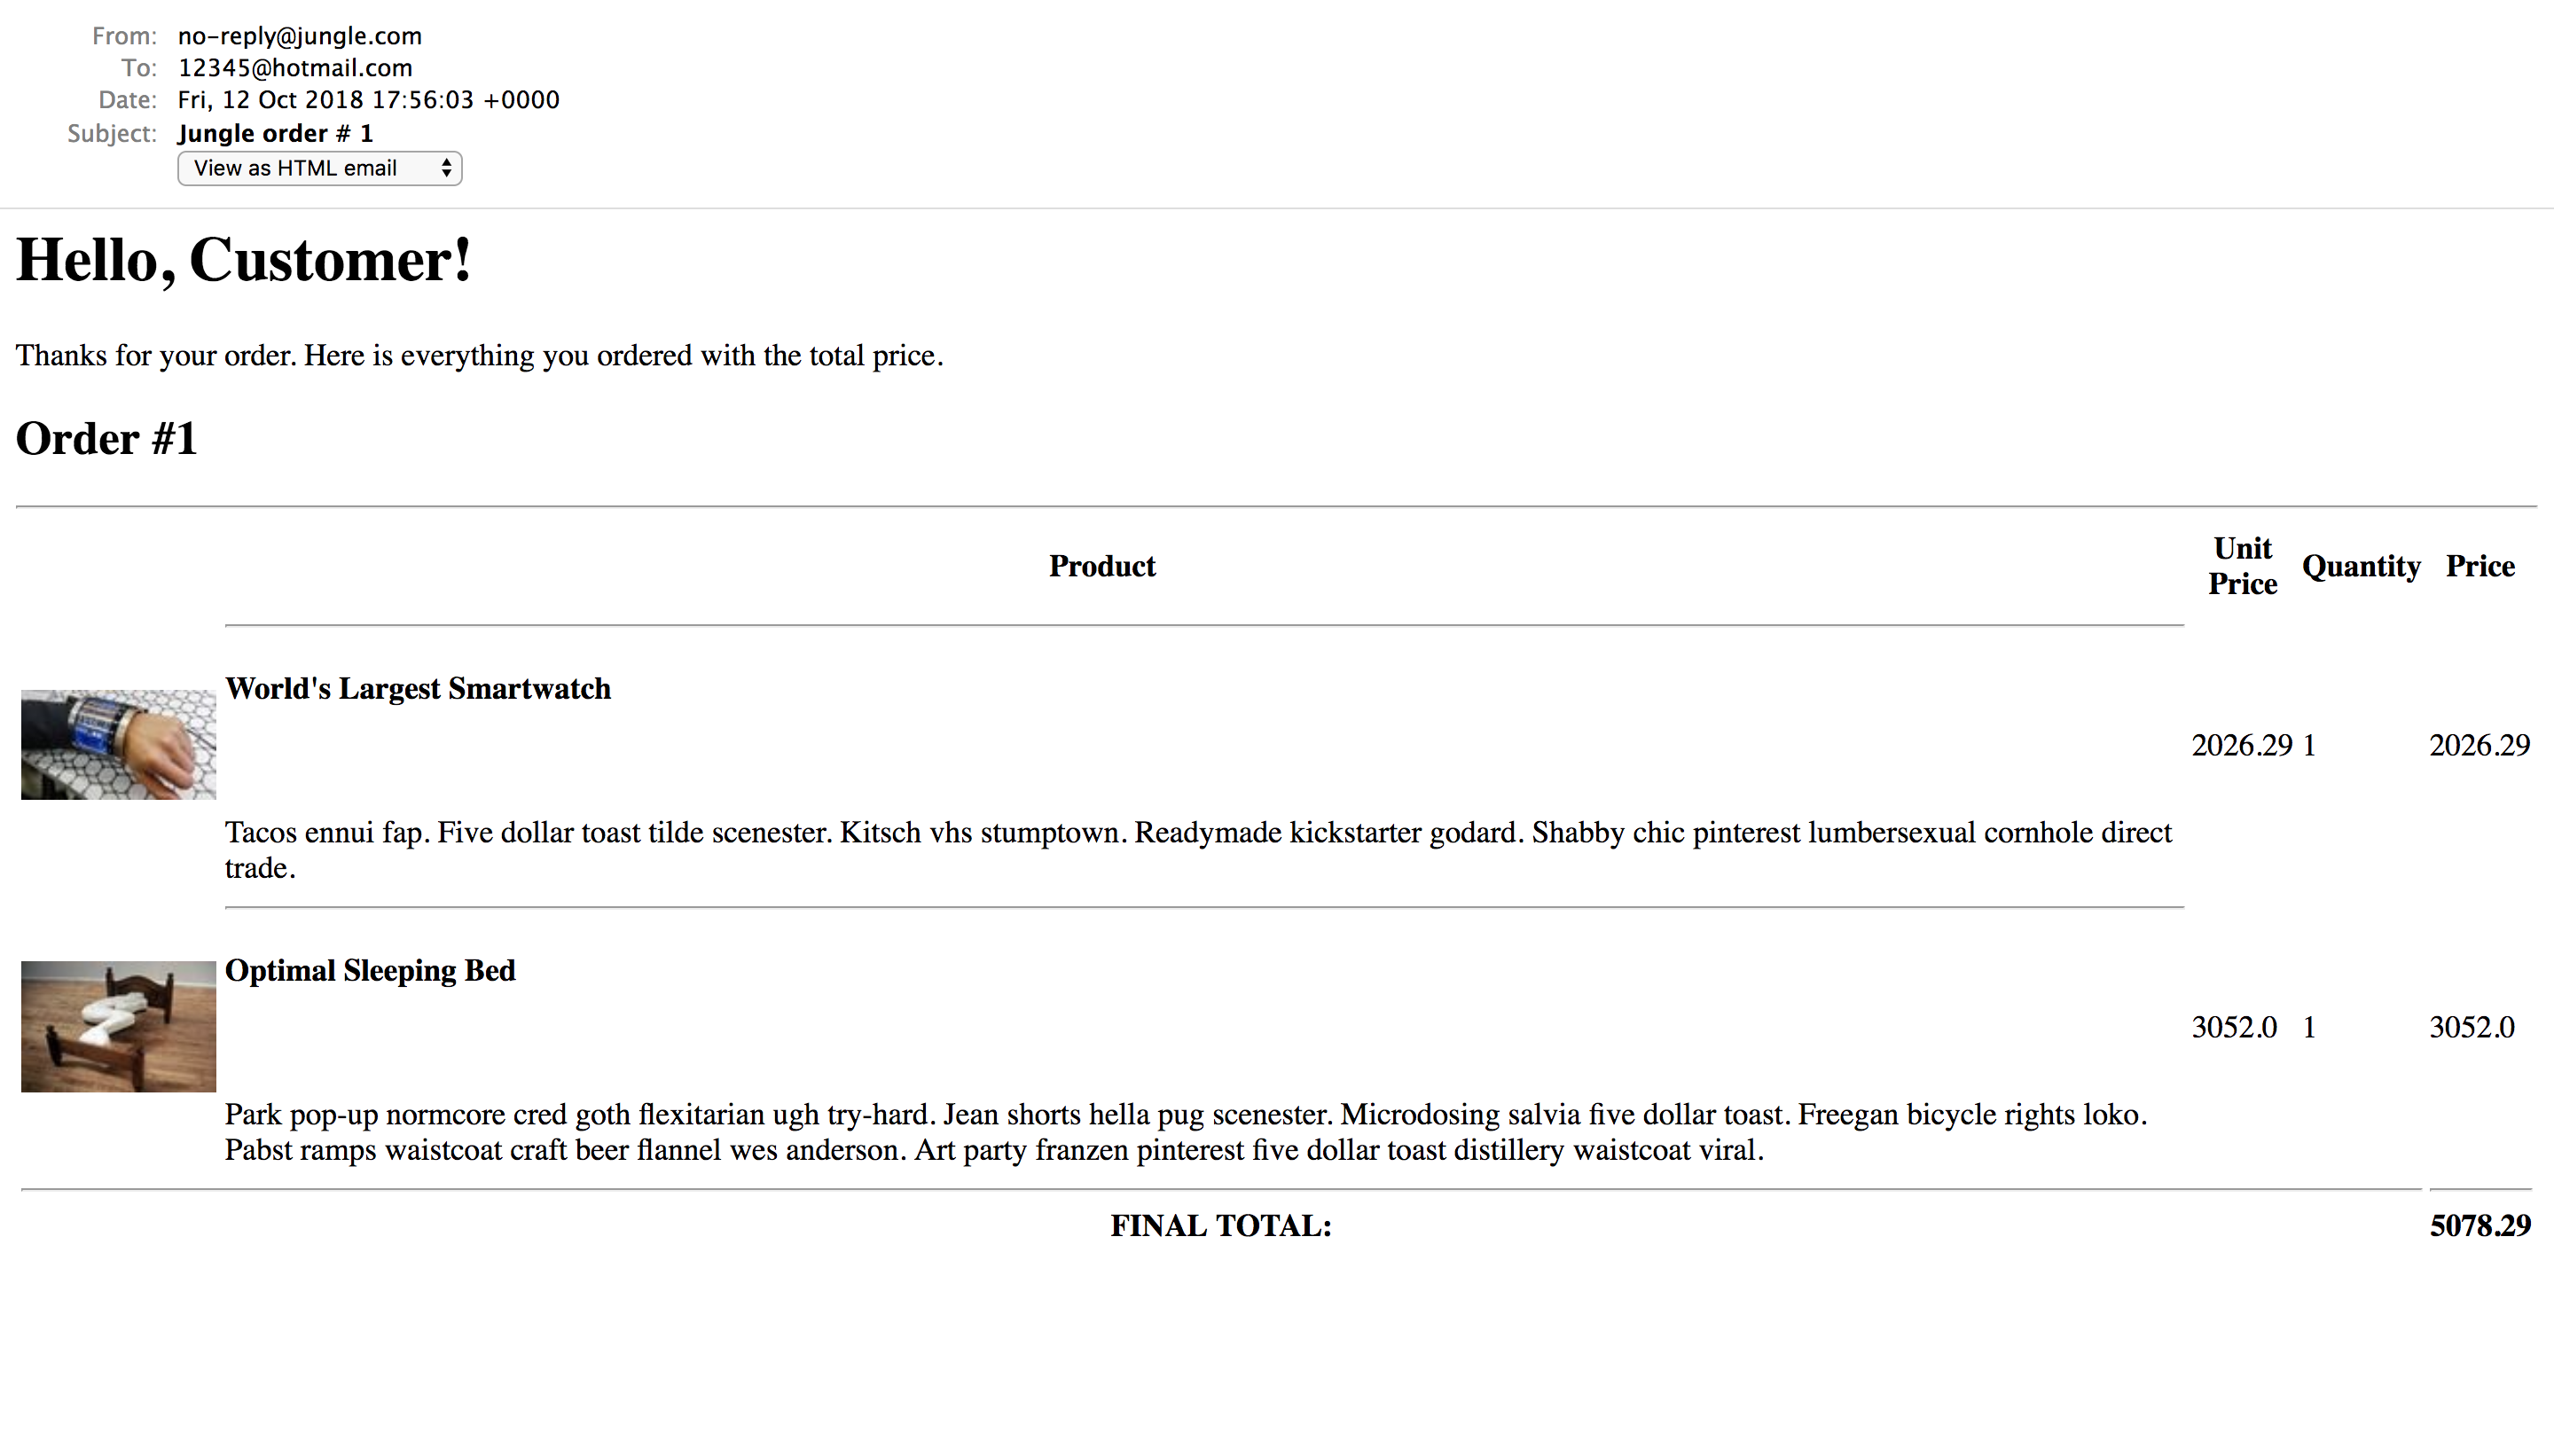 From: no-reply@jungle.com
To: 12345@hotmail.com
Date: Fri, 12 Oct 2018 17:56:03 +0000
Subject: Jungle order # 1
View as HTML email
Hello, Customer!
Thanks for your order. Here is everything you ordered with the total price.
Order #1
Product Unit Price Quantity Price
World's Largest Smartwatch
2026.29 1 2026.29
Tacos ennui fap. Five dollar toast tilde scenester. Kitsch vhs stumptown. Readymade kickstarter godard. Shabby chic pinterest lumbersexual cornhole direct
trade.
Optimal Sleeping Bed
3052.0 1 3052.0
Park pop-up normcore cred goth flexitarian ugh try-hard. Jean shorts hella pug scenester. Microdosing salvia five dollar toast. Freegan bicycle rights loko.
Pabst ramps waistcoat craft beer flannel wes anderson. Art party franzen pinterest five dollar toast distillery waistcoat viral.
FINAL TOTAL: 5078.29